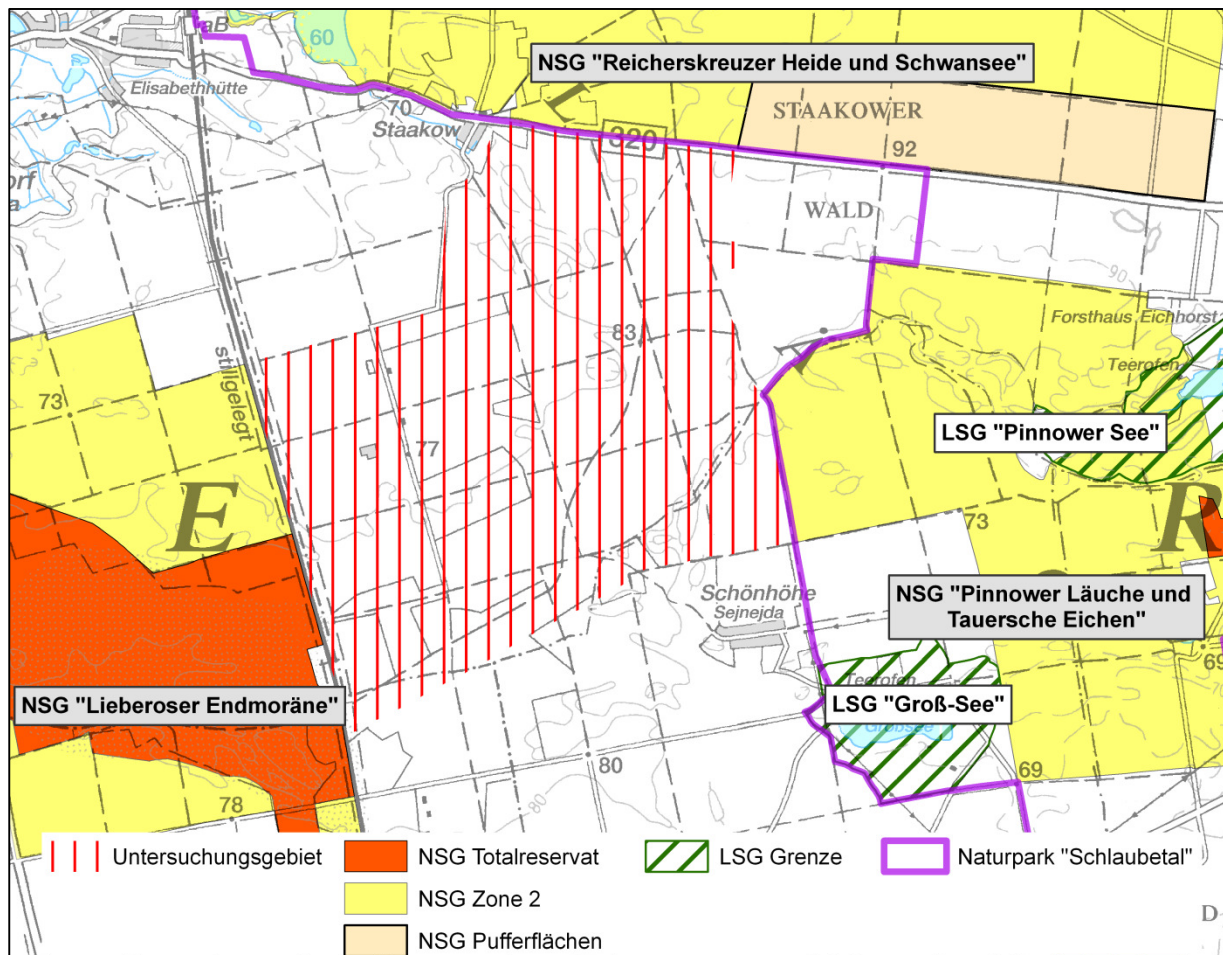 aB
60
NSG "Reicherskreuzer Heide und Schwansee"
Elisabethhütte
70
STAAKOWER
Staakow
320
92
I
orf
a
WALD
90
83
Forsthaus Eichhorst
stillgelegt
Teerofen
73
LSG "Pinnower See"
77
E
73
R
Schönhöhe
Sejnejda
NSG "Pinnower Läuche und
Tauersche Eichen"
69
NSG "Lieberoser Endmoräne"
Teerofen
LSG "Groß-See"
Großsee
80
80
69
78
Untersuchungsgebiet
NSG Totalreservat
LSG Grenze
Naturpark "Schlaubetal"
NSG Zone 2
D
NSG Pufferflächen